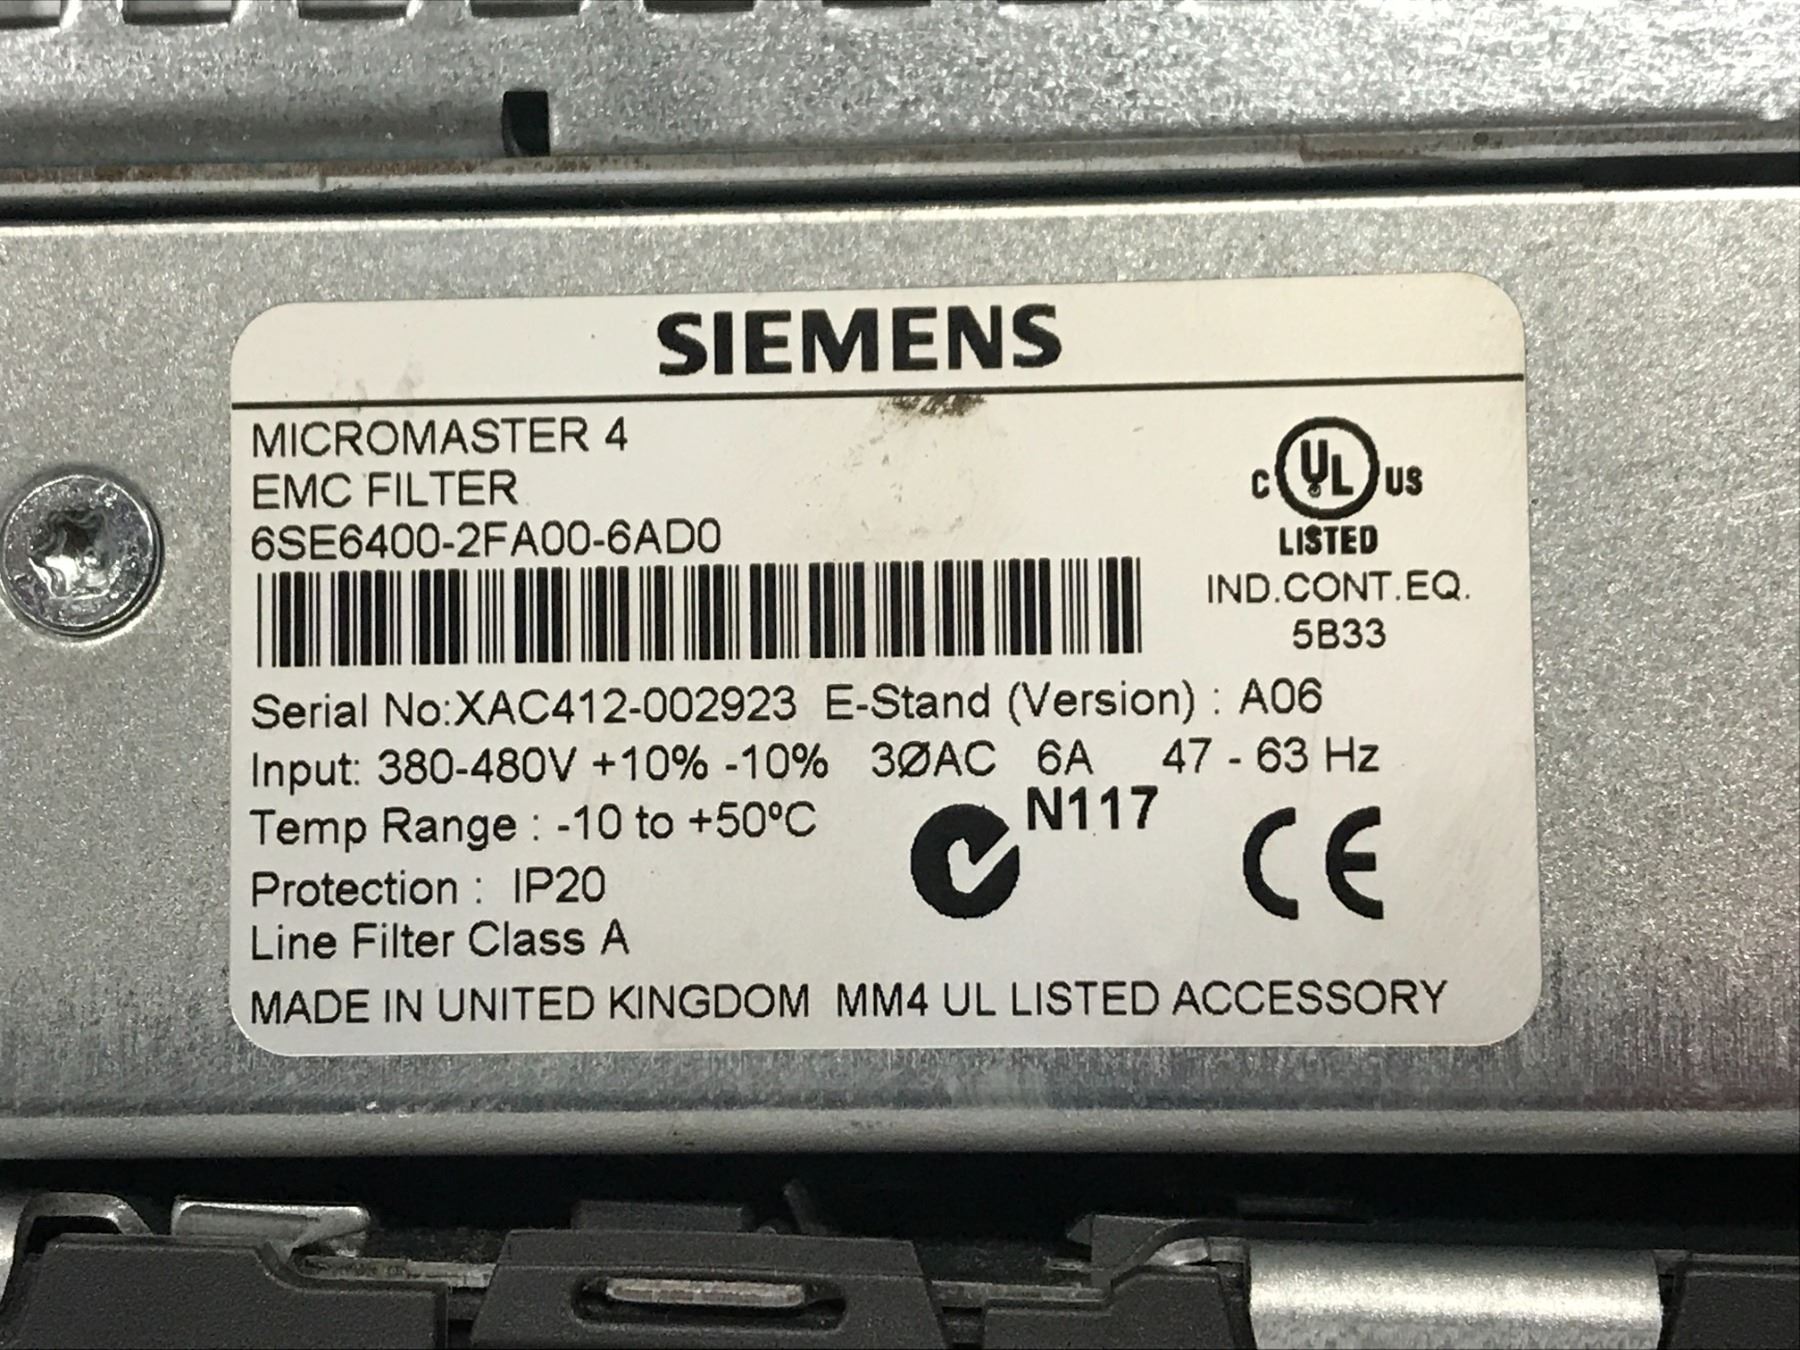 SIEMENS
MICROMASTER 4
EMC FILTER
6SE6400-2FA00-6AD0
C UL US
LISTED
IND.CONT.EQ.
5B33
Serial No:XAC412-002923 E-Stand (Version) : A06
Input: 380-480V +10% -10% 3ØAC 6A 47 - 63 Hz
Temp Range : -10 to +50ºC
N117
CE
Protection : IP20
Line Filter Class A
MADE IN UNITED KINGDOM MM4 UL LISTED ACCESSORY